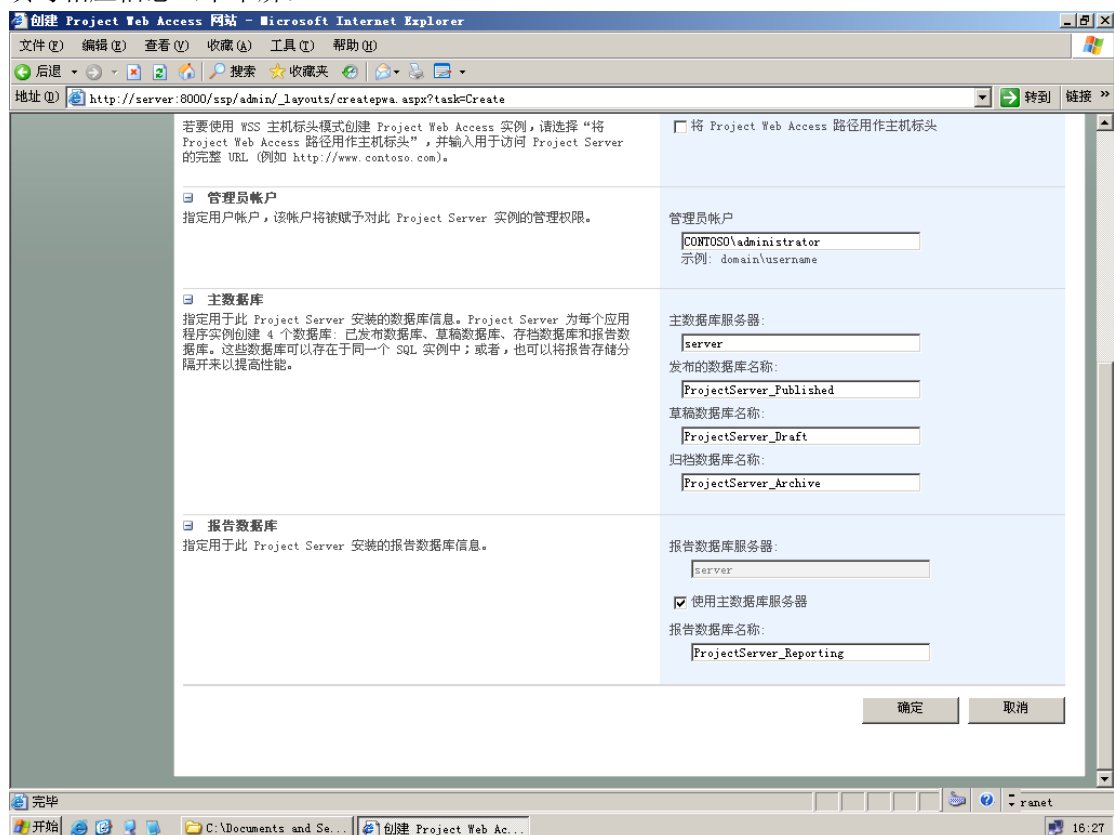 创建 Project Web Access 网站 - Microsoft Internet Explorer
文件(F) 编辑(E) 查看(V) 收藏(A) 工具(T) 帮助(H)
后退 搜索 收藏夹
地址(D) http://server:8000/ssp/admin/_layouts/createpwa.aspx?task=Create 转到 链接 »
若要使用 WSS 主机标头模式创建 Project Web Access 实例，请选择“将
Project Web Access 路径用作主机标头”，并输入用于访问 Project Server
的完整 URL (例如 http://www.contoso.com)。
将 Project Web Access 路径用作主机标头
管理员帐户
指定用户帐户，该帐户将被赋予对此 Project Server 实例的管理权限。
管理员帐户
CONTOSO\administrator
示例: domain\username
主数据库
指定用于此 Project Server 安装的数据库信息。Project Server 为每个应用
程序实例创建 4 个数据库: 已发布数据库、草稿数据库、存档数据库和报告数
据库。这些数据库可以存在于同一个 SQL 实例中；或者，也可以将报告存储分
隔开来以提高性能。
主数据库服务器:
server
发布的数据库名称:
ProjectServer_Published
草稿数据库名称:
ProjectServer_Draft
归档数据库名称:
ProjectServer_Archive
报告数据库
指定用于此 Project Server 安装的报告数据库信息。
报告数据库服务器:
server
使用主数据库服务器
报告数据库名称:
ProjectServer_Reporting
确定 取消
完毕 ranet
开始 C:\Documents and Se... 创建 Project Web Ac... 16:27